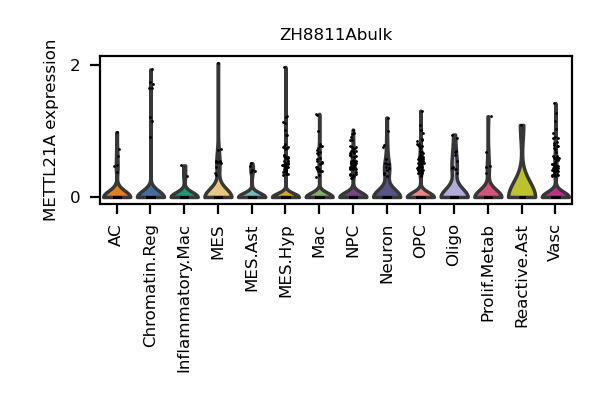 ZH8811Abulk
METTL21A expression
2
0
AC
Chromatin.Reg
Inflammatory.Mac
MES
MES.Ast
MES.Hyp
Mac
NPC
Neuron
OPC
Oligo
Prolif.Metab
Reactive.Ast
Vasc